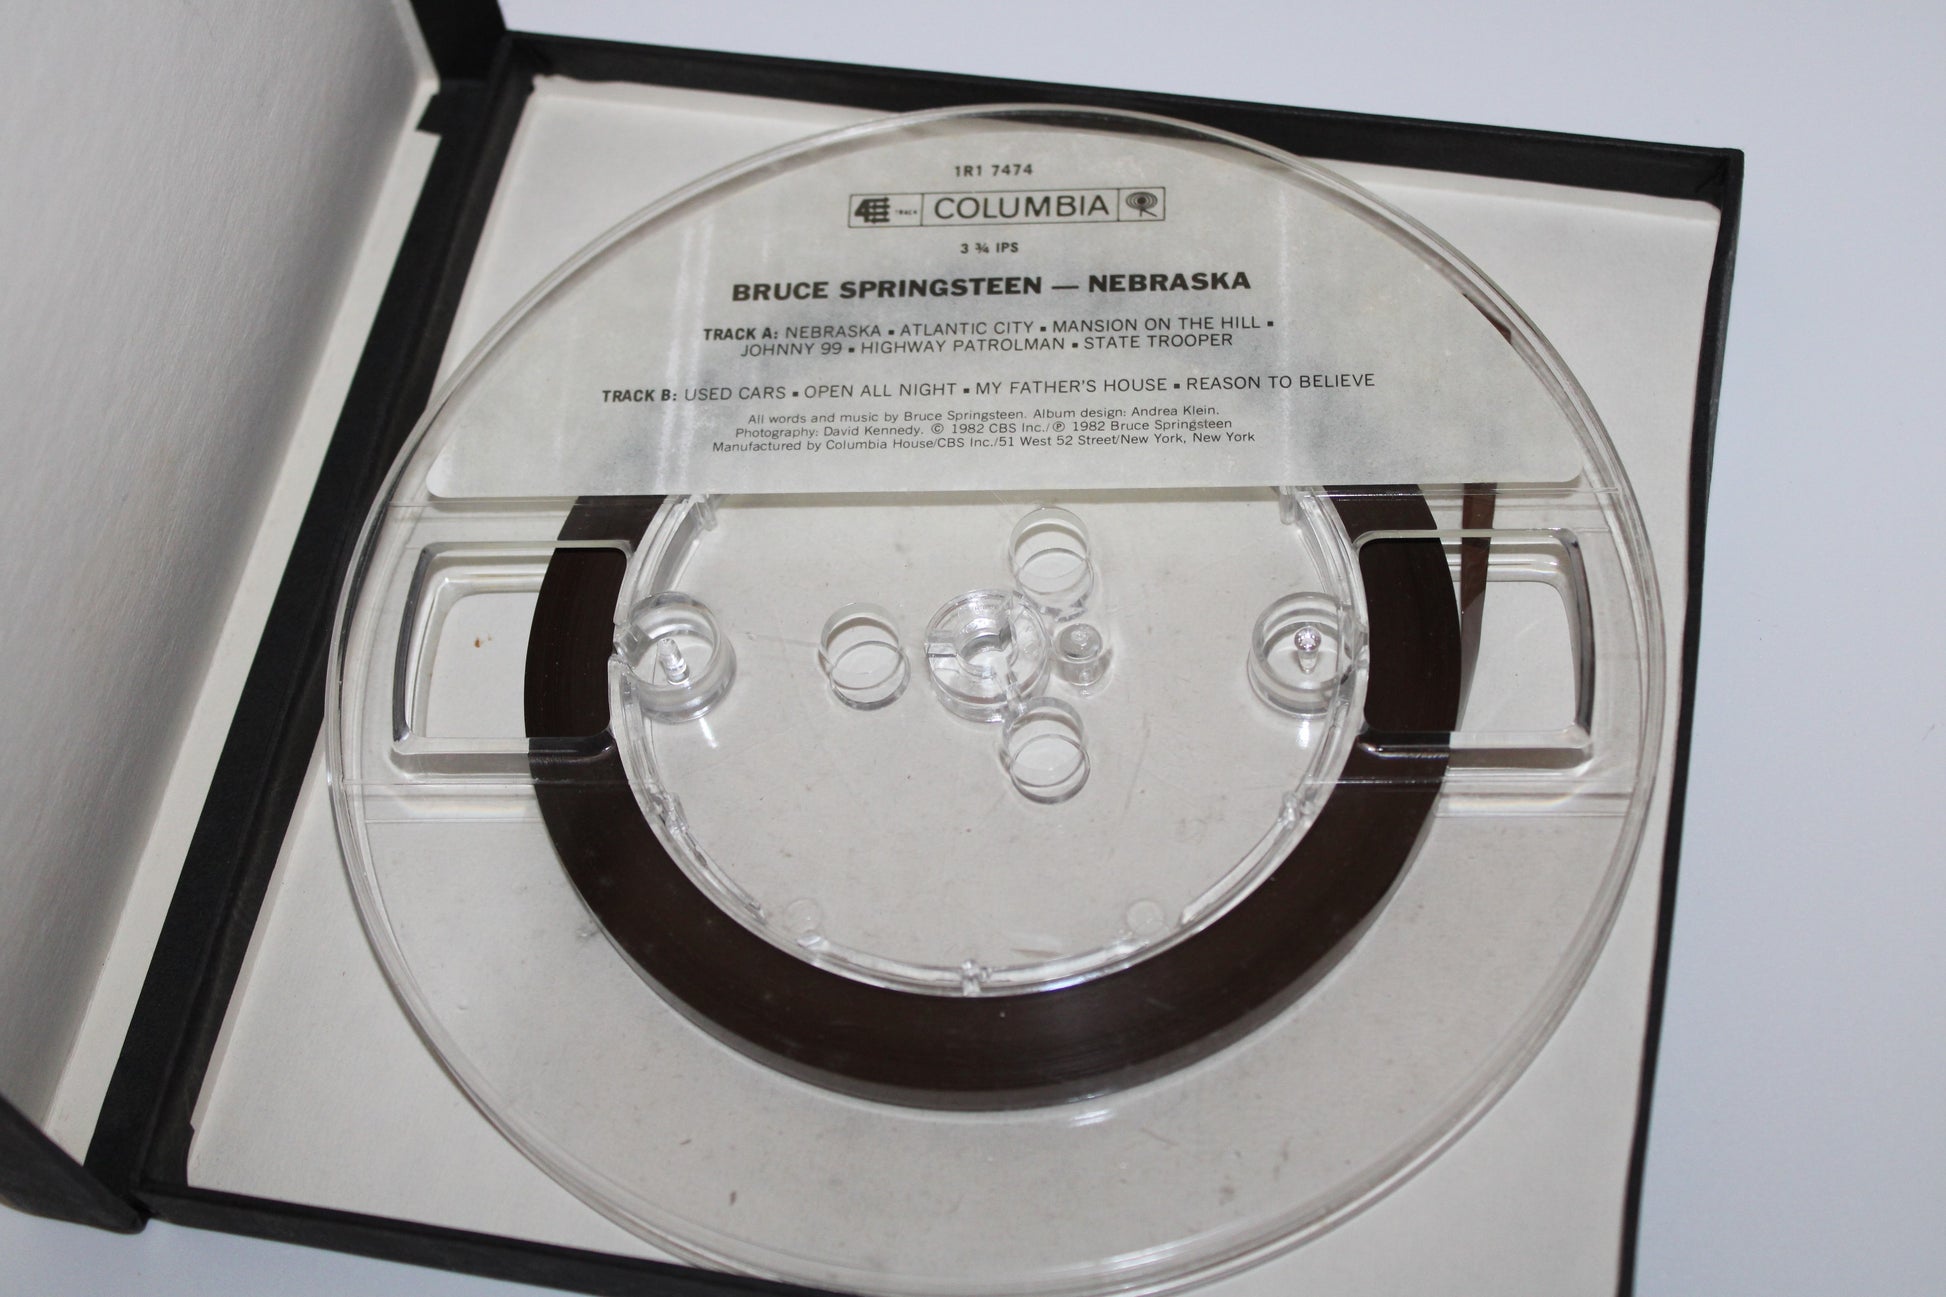 1R1 7474
4 TRACK COLUMBIA
3 ¾ IPS
BRUCE SPRINGSTEEN — NEBRASKA
TRACK A: NEBRASKA ▪ ATLANTIC CITY ▪ MANSION ON THE HILL ▪
JOHNNY 99 ▪ HIGHWAY PATROLMAN ▪ STATE TROOPER
TRACK B: USED CARS ▪ OPEN ALL NIGHT ▪ MY FATHER'S HOUSE ▪ REASON TO BELIEVE
All words and music by Bruce Springsteen. Album design: Andrea Klein.
Photography: David Kennedy. © 1982 CBS Inc./℗ 1982 Bruce Springsteen
Manufactured by Columbia House/CBS Inc./51 West 52 Street/New York, New York